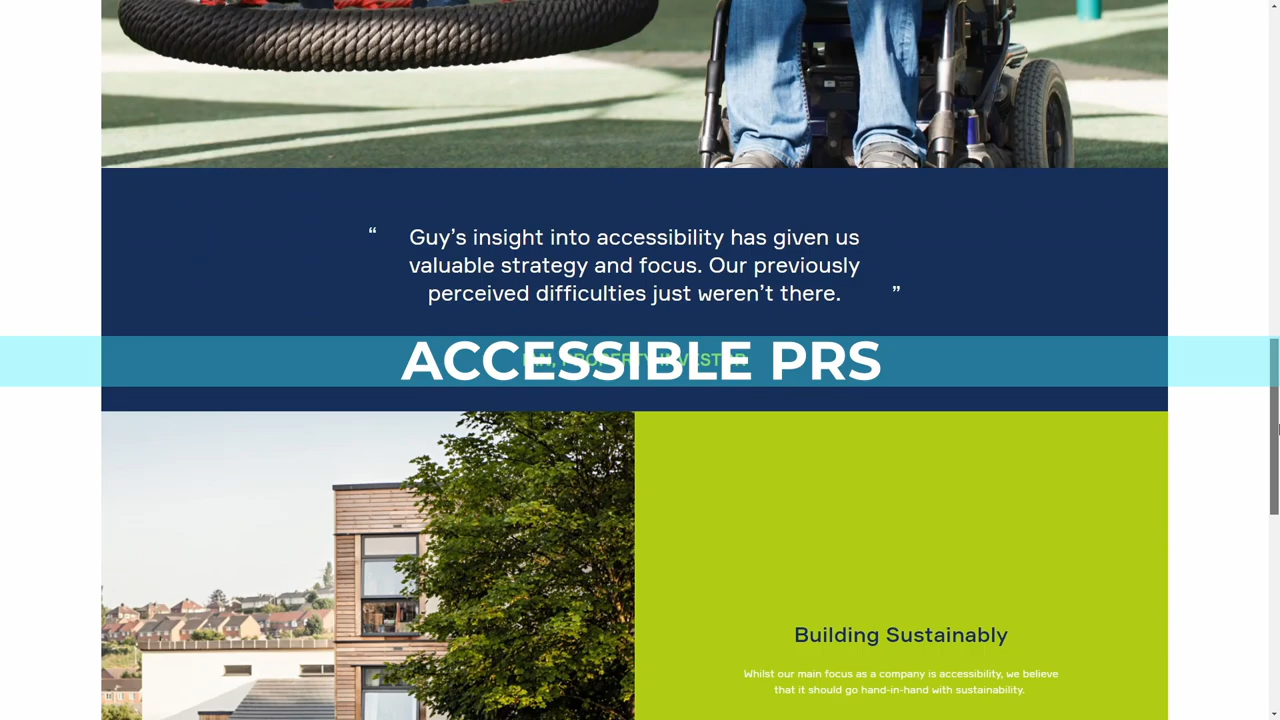 “ Guy’s insight into accessibility has given us
valuable strategy and focus. Our previously
perceived difficulties just weren’t there. ”
ACCESSIBLE PRS
PROPERTY INVESTOR
Building Sustainably
Whilst our main focus as a company is accessibility, we believe
that it should go hand-in-hand with sustainability.